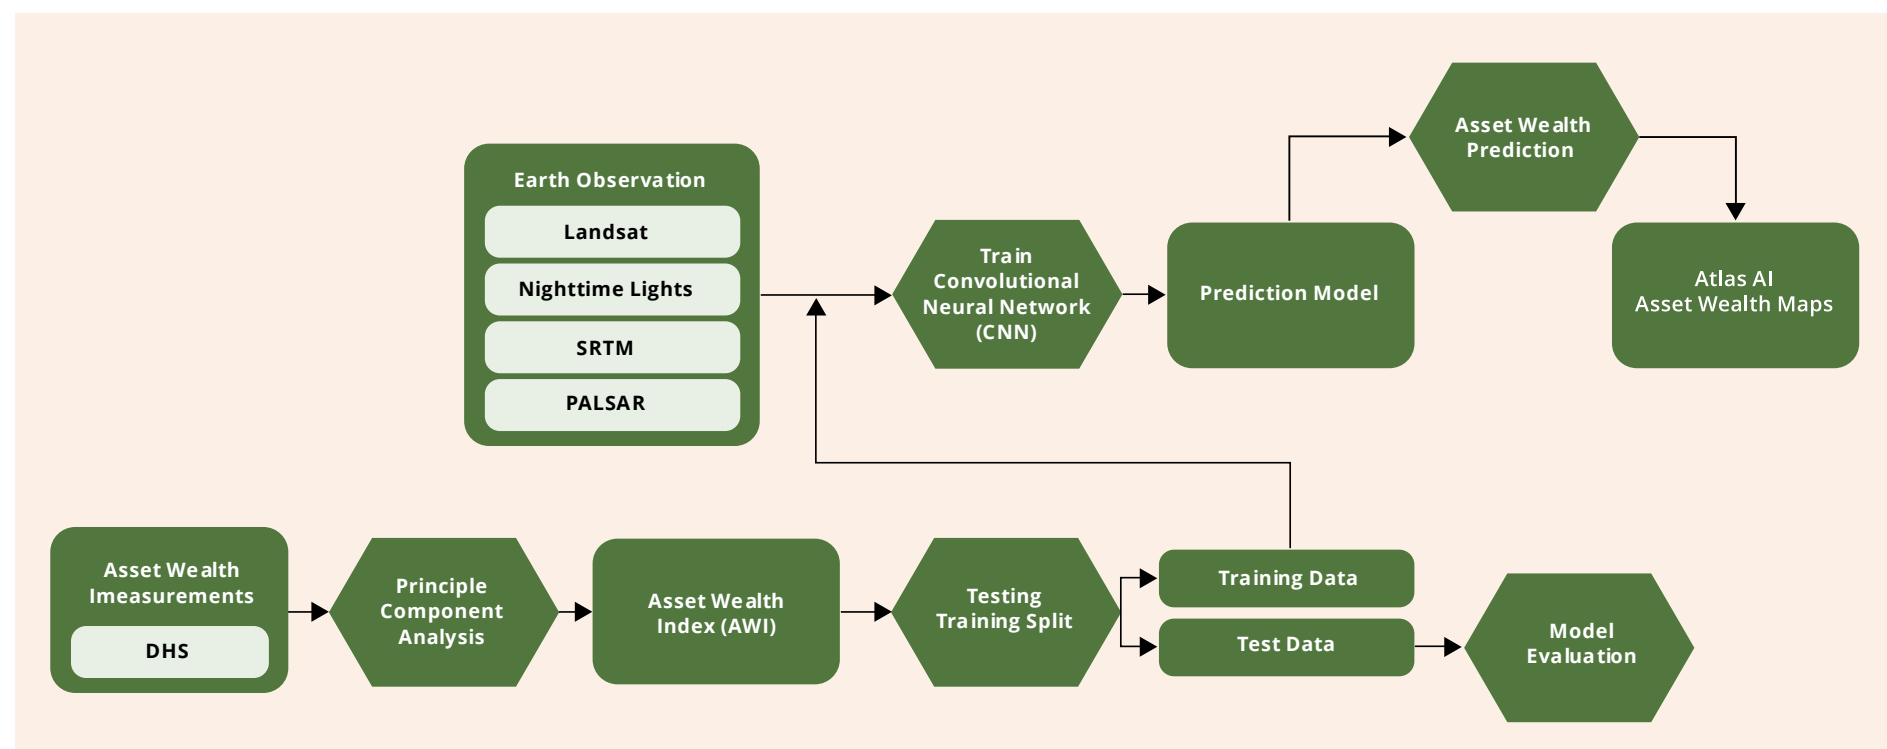 Earth Observation
Landsat
Nighttime Lights
SRTM
PALSAR
Train
Convolutional
Neural Network
(CNN)
Prediction Model
Asset Wealth
Prediction
Atlas AI
Asset Wealth Maps
Asset Wealth
Imeasurements
DHS
Principle
Component
Analysis
Asset Wealth
Index (AWI)
Testing
Training Split
Training Data
Test Data
Model
Evaluation